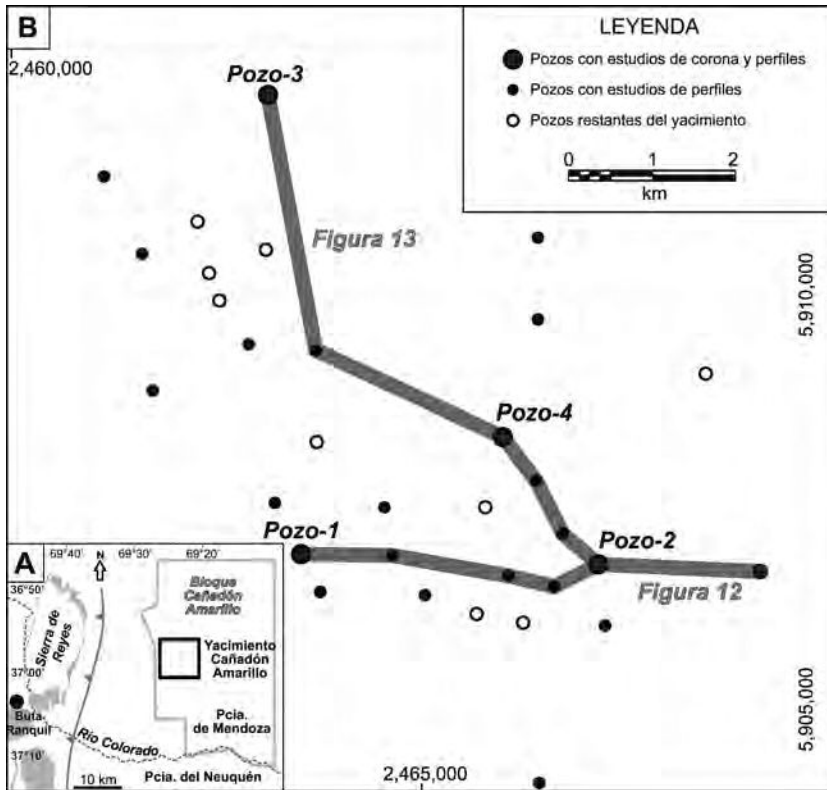 B
2,460,000
Pozo-3
LEYENDA
Pozos con estudios de corona y perfiles
Pozos con estudios de perfiles
Pozos restantes del yacimiento
0 1 2
km
Figura 13
5,910,000
Pozo-4
Pozo-1
Pozo-2
Figura 12
5,905,000
2,465,000
A
69°40' N 69°30' 69°20'
36°50'
Bloque
Cañadón
Amarillo
Sierra de
Reyes
Yacimiento
Cañadón
Amarillo
37°00'
Buta
Ranquil
Pcia.
de Mendoza
Río Colorado
37°10'
10 km
Pcia. del Neuquén